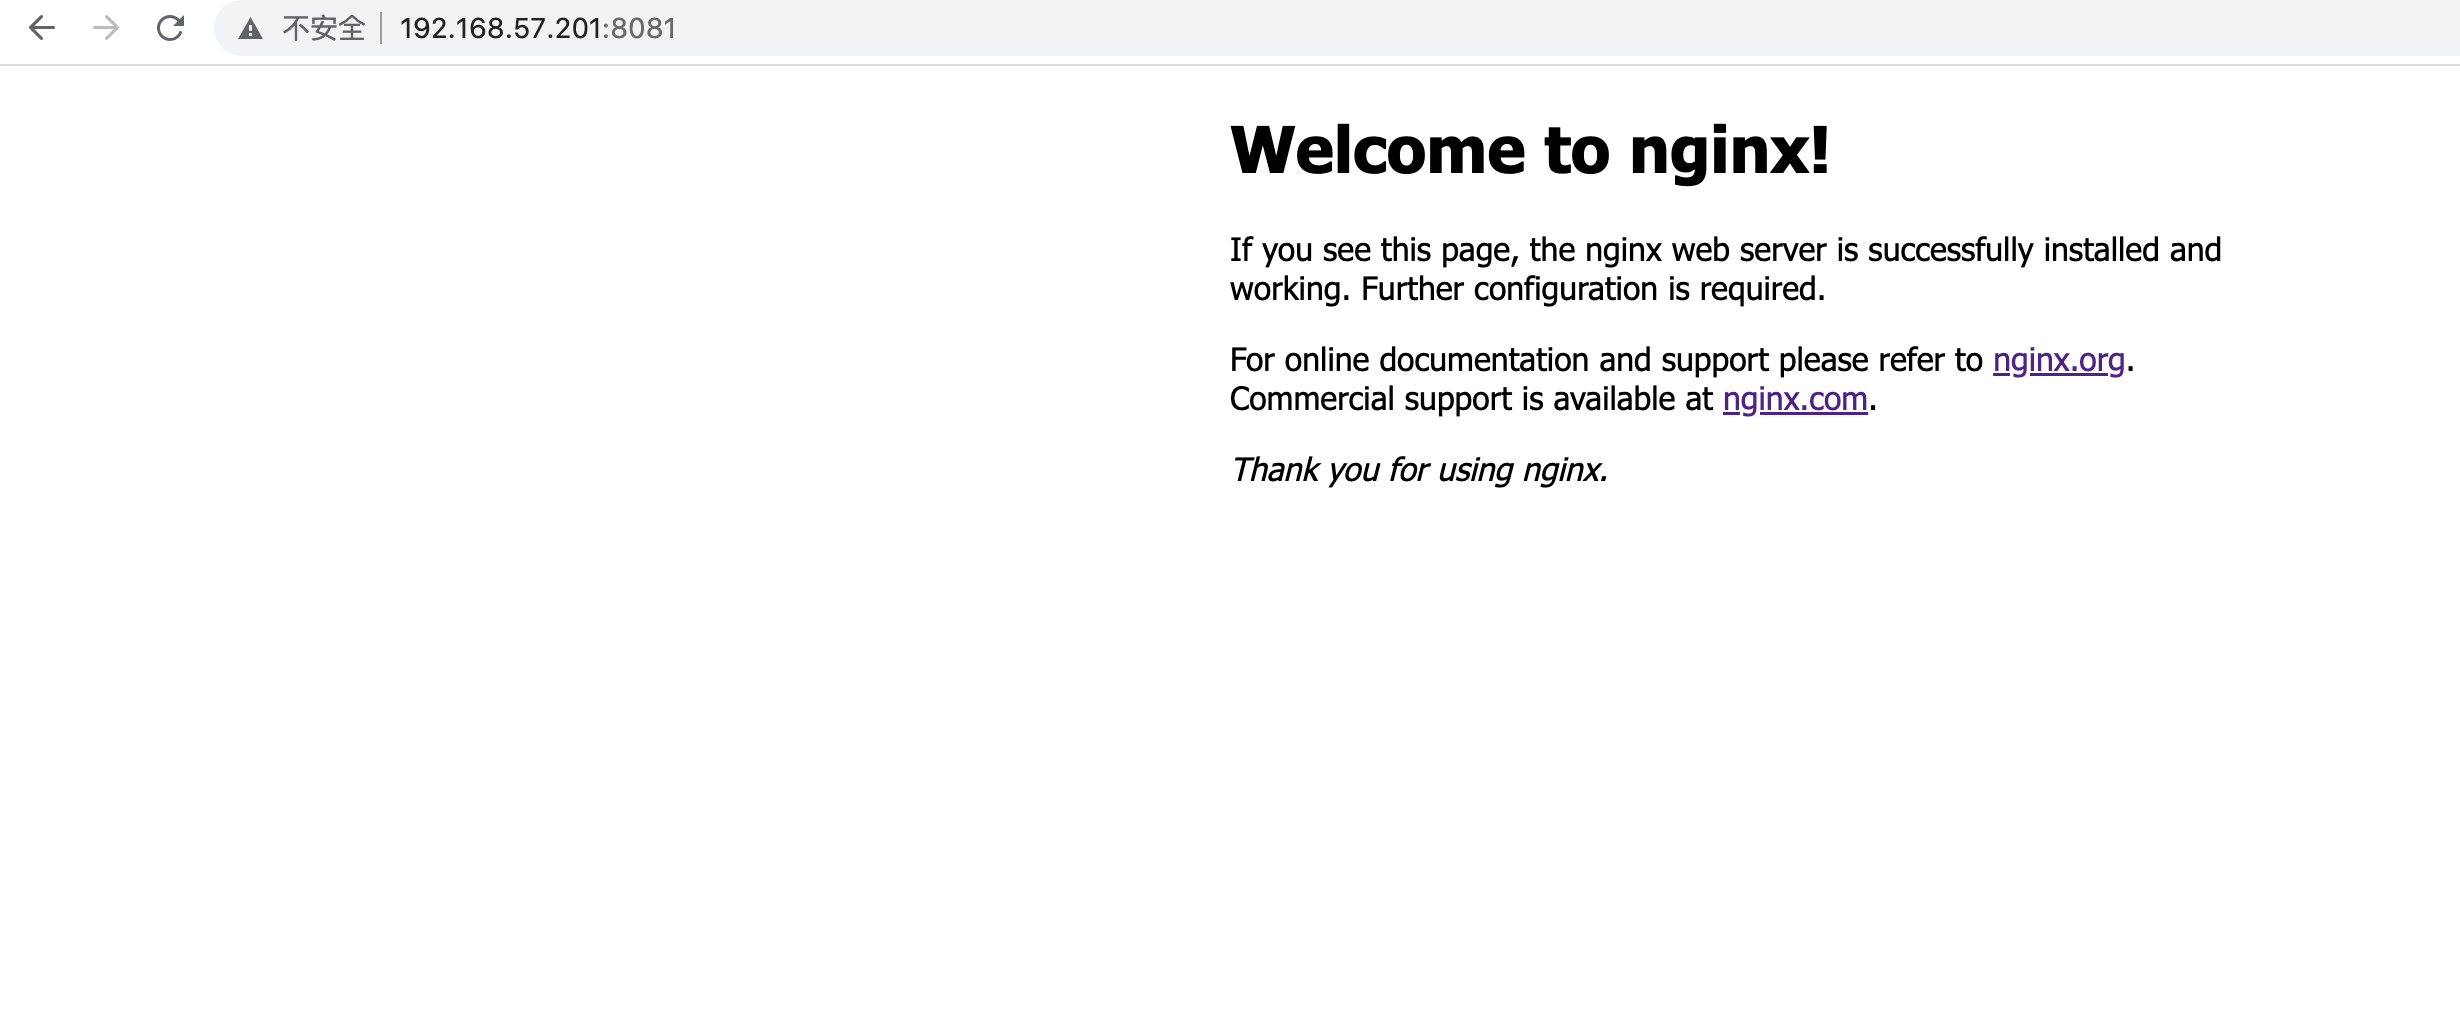 不安全 192.168.57.201:8081
Welcome to nginx!
If you see this page, the nginx web server is successfully installed and
working. Further configuration is required.
For online documentation and support please refer to nginx.org.
Commercial support is available at nginx.com.
Thank you for using nginx.